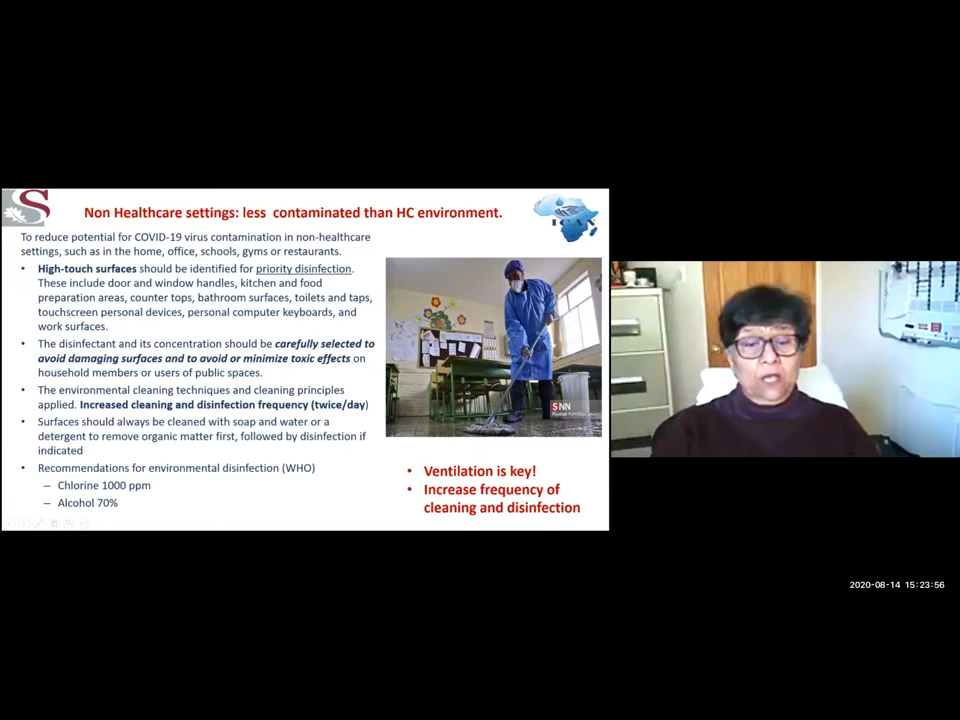 S
Non Healthcare settings: less contaminated than HC environment.
ICAN
To reduce potential for COVID-19 virus contamination in non-healthcare
settings, such as in the home, office, schools, gyms or restaurants.
• High-touch surfaces should be identified for priority disinfection.
These include door and window handles, kitchen and food
preparation areas, counter tops, bathroom surfaces, toilets and taps,
touchscreen personal devices, personal computer keyboards, and
work surfaces.
• The disinfectant and its concentration should be carefully selected to
avoid damaging surfaces and to avoid or minimize toxic effects on
household members or users of public spaces.
• The environmental cleaning techniques and cleaning principles
applied. Increased cleaning and disinfection frequency (twice/day)
• Surfaces should always be cleaned with soap and water or a
detergent to remove organic matter first, followed by disinfection if
indicated
• Recommendations for environmental disinfection (WHO)
– Chlorine 1000 ppm
– Alcohol 70%
SNN
• Ventilation is key!
• Increase frequency of
cleaning and disinfection
2020-08-14 15:23:56